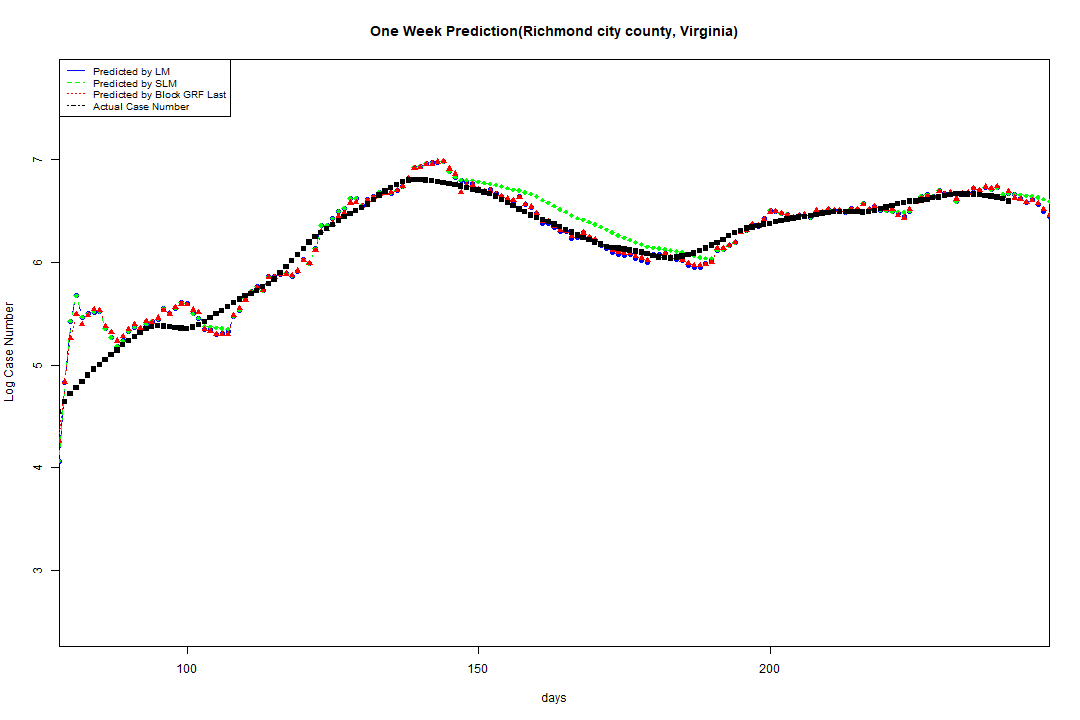 One Week Prediction(Richmond city county, Virginia)
Predicted by LM
Predicted by SLM
Predicted by Block GRF Last
Actual Case Number
7
6
5
4
3
Log Case Number
100 150 200
days